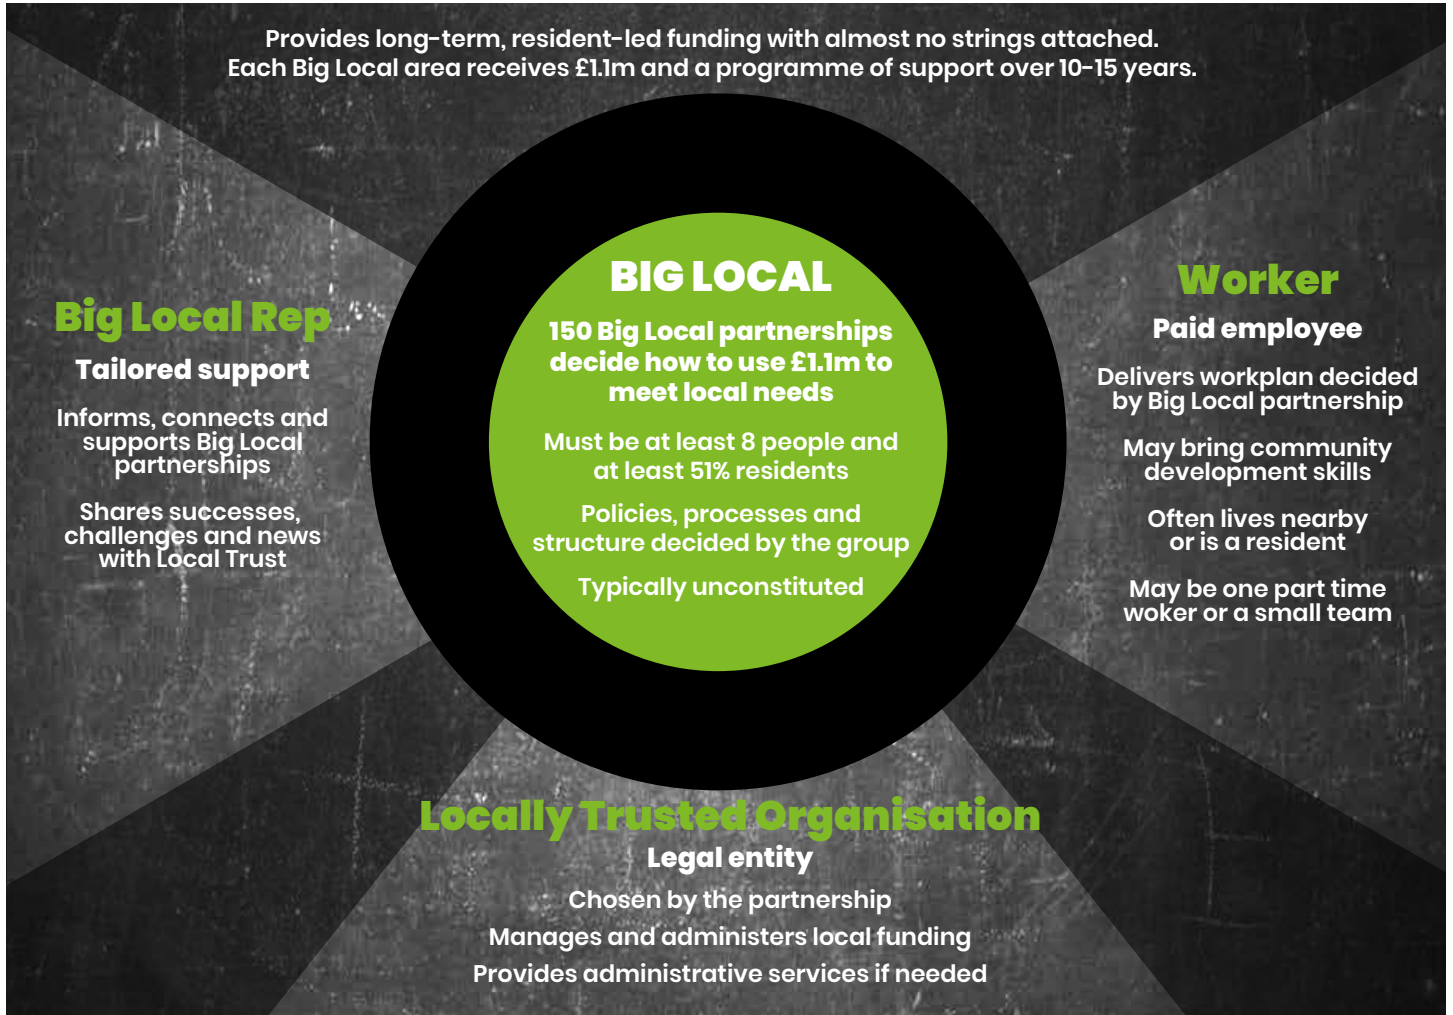 Provides long-term, resident-led funding with almost no strings attached.
Each Big Local area receives £1.1m and a programme of support over 10-15 years.
Big Local Rep
Tailored support
Informs, connects and
supports Big Local
partnerships
Shares successes,
challenges and news
with Local Trust
BIG LOCAL
150 Big Local partnerships
decide how to use £1.1m to
meet local needs
Must be at least 8 people and
at least 51% residents
Policies, processes and
structure decided by the group
Typically unconstituted
Worker
Paid employee
Delivers workplan decided
by Big Local partnership
May bring community
development skills
Often lives nearby
or is a resident
May be one part time
woker or a small team
Locally Trusted Organisation
Legal entity
Chosen by the partnership
Manages and administers local funding
Provides administrative services if needed